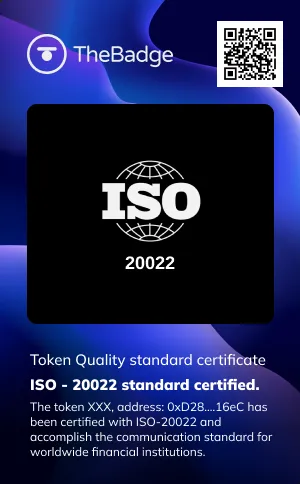 TheBadge
ISO
20022
Token Quality standard certificate
ISO - 20022 standard certified.
The token XXX, address: 0xD28....16eC has
been certified with ISO-20022 and
accomplish the communication standard for
worldwide financial institutions.